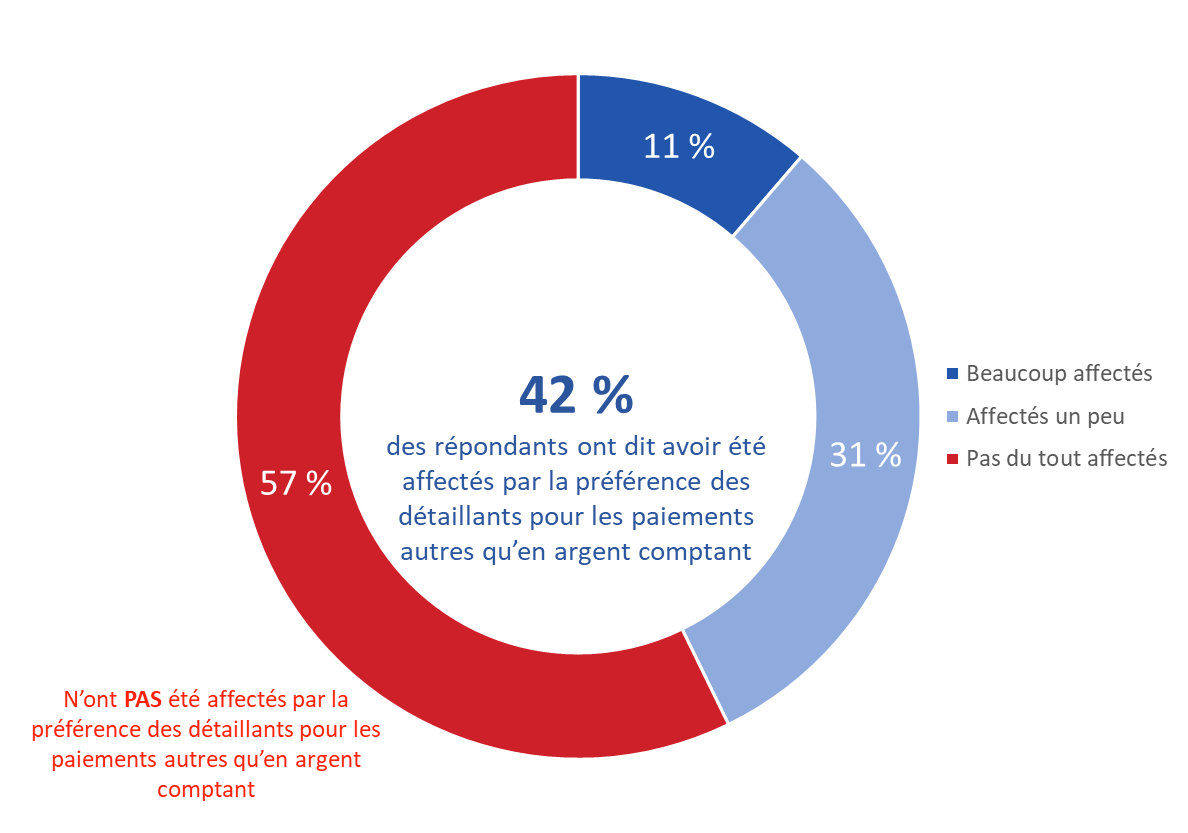 11 %
31 %
57 %
42 %
des répondants ont dit avoir été
affectés par la préférence des
détaillants pour les paiements
autres qu’en argent comptant
Beaucoup affectés
Affectés un peu
Pas du tout affectés
N’ont PAS été affectés par la
préférence des détaillants pour les
paiements autres qu’en argent
comptant